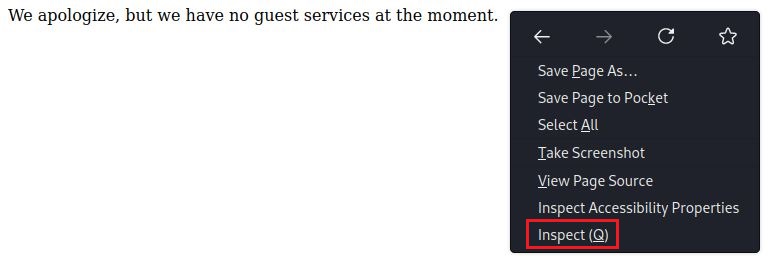 We apologize, but we have no guest services at the moment.
Save Page As…
Save Page to Pocket
Select All
Take Screenshot
View Page Source
Inspect Accessibility Properties
Inspect (Q)